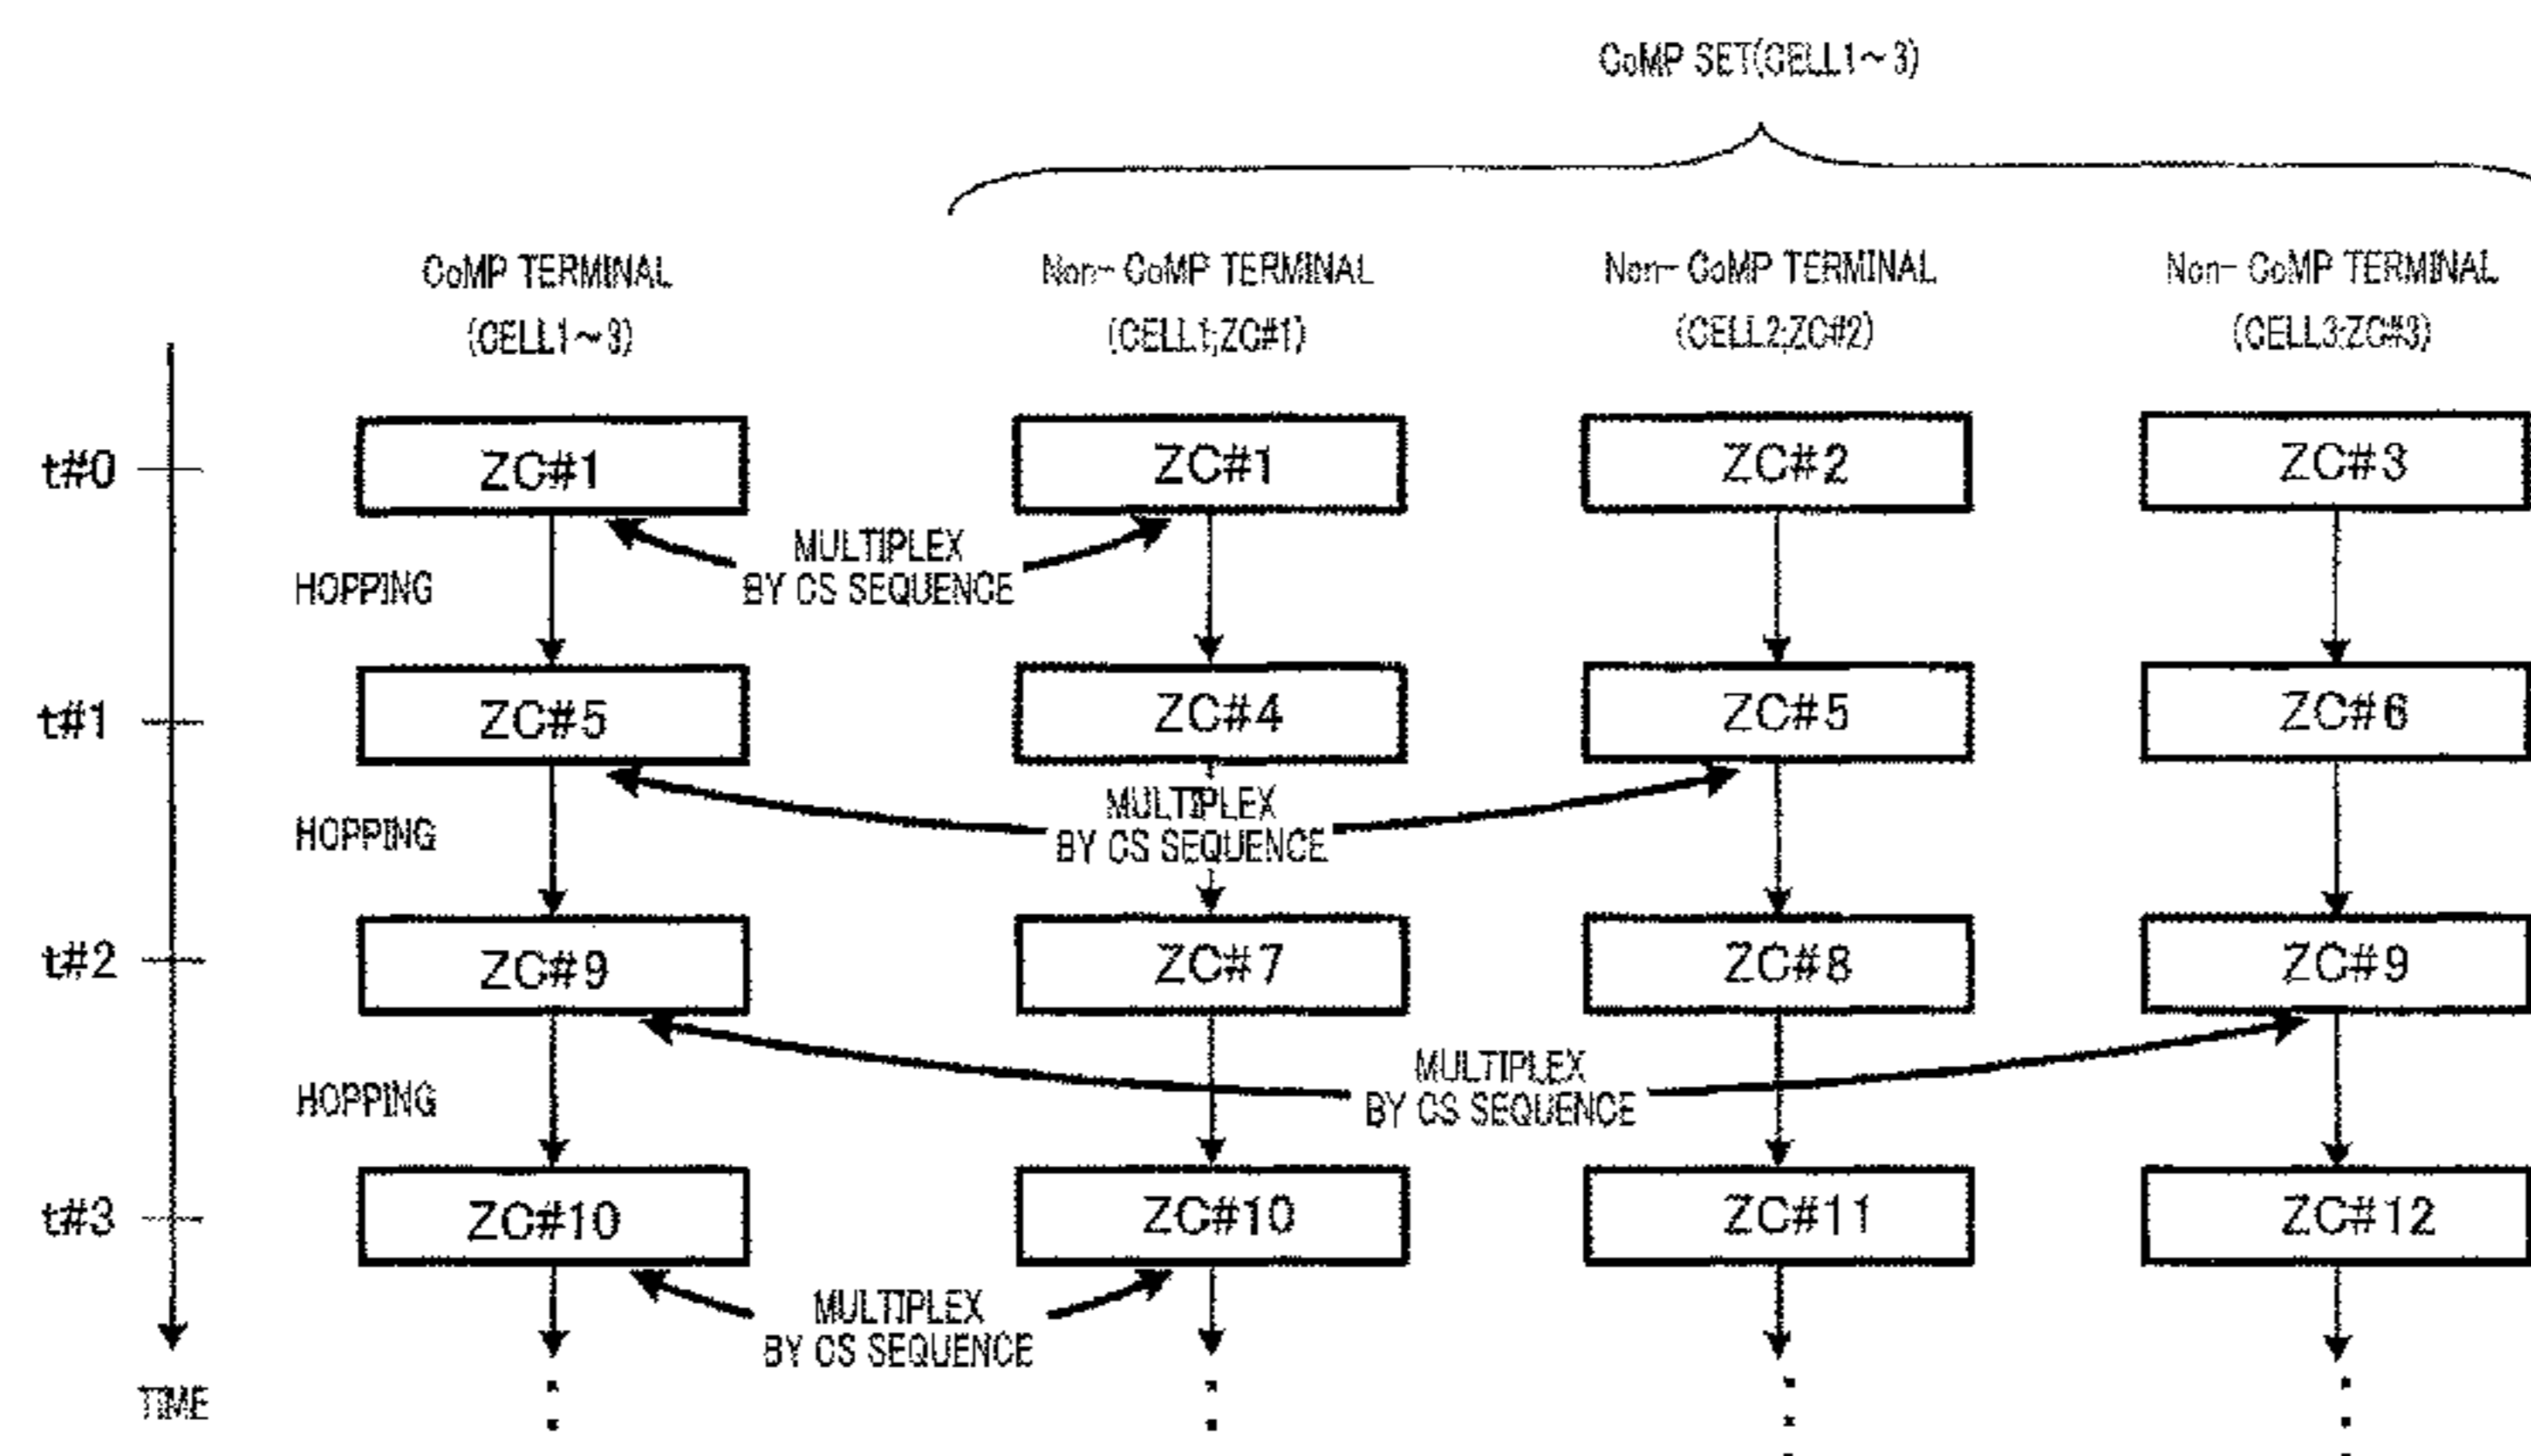 CoMP SET(CELL1～3)
CoMP TERMINAL
(CELL1～3)
Non- CoMP TERMINAL
(CELL1;ZC#1)
Non- CoMP TERMINAL
(CELL2;ZC#2)
Non- CoMP TERMINAL
(CELL3;ZC#3)
t#0
ZC#1
ZC#1
ZC#2
ZC#3
HOPPING
MULTIPLEX
BY CS SEQUENCE
t#1
ZC#5
ZC#4
ZC#5
ZC#6
HOPPING
MULTIPLEX
BY CS SEQUENCE
t#2
ZC#9
ZC#7
ZC#8
ZC#9
HOPPING
MULTIPLEX
BY CS SEQUENCE
t#3
ZC#10
ZC#10
ZC#11
ZC#12
MULTIPLEX
BY CS SEQUENCE
TIME